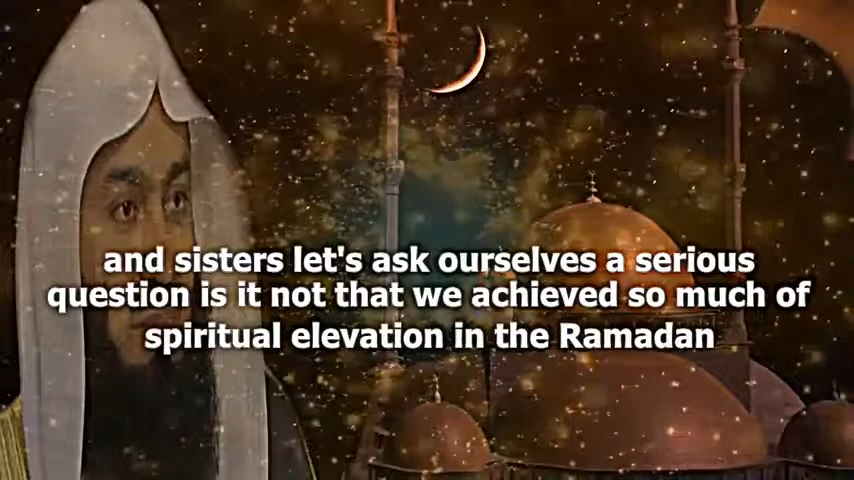 and sisters let's ask ourselves a serious
question is it not that we achieved so much of
spiritual elevation in the Ramadan